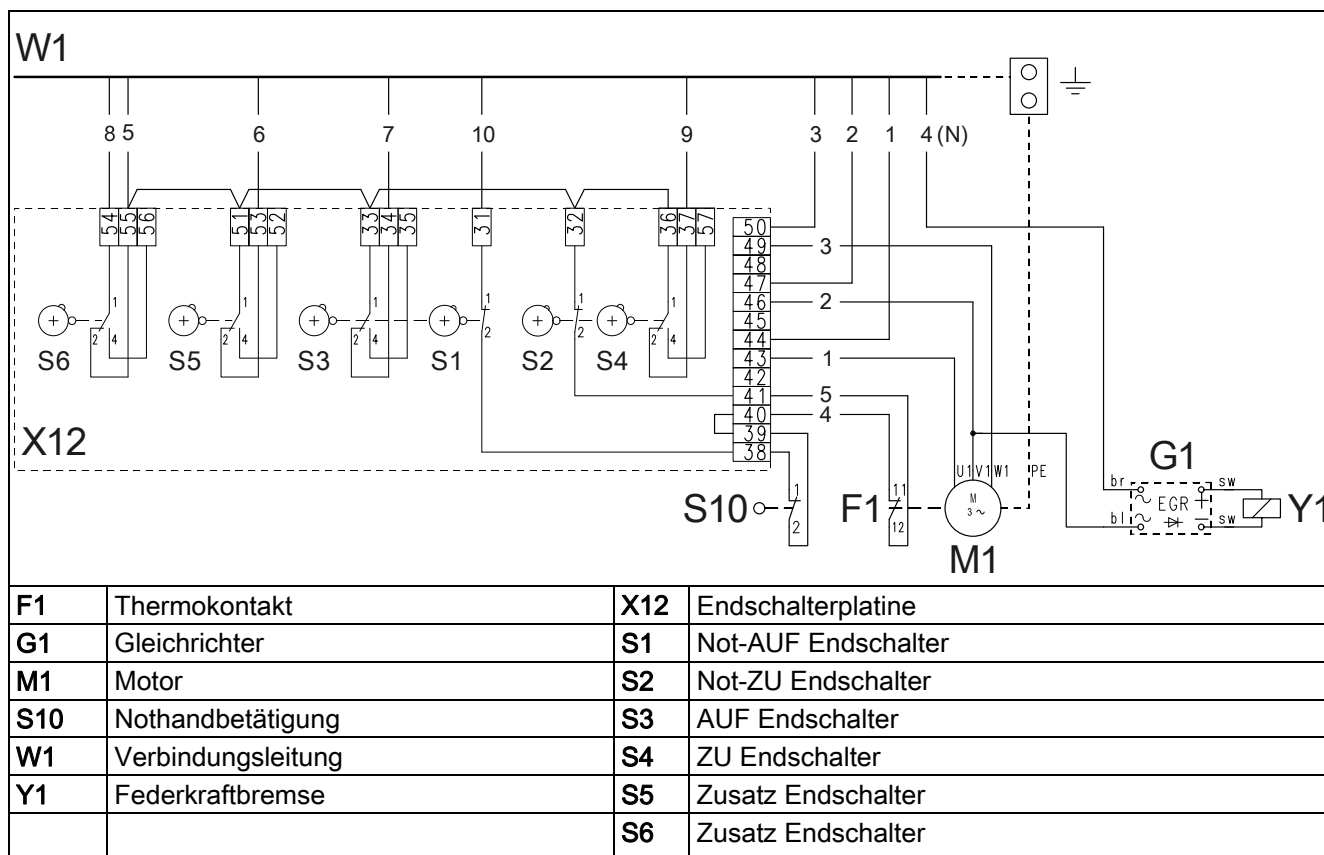 W1
8 5 6 7 10 9 3 2 1 4 (N)
54 55 56 51 53 52 33 34 35 31 32 36 37 57
50
49 3
48
47
46 2
45
44
43 1
42
41 5
40 4
39
38
1 1 1 1 1 1
2 4 2 4 2 4 2 2 2 4
S6 S5 S3 S1 S2 S4
X12
U1 V1 W1 PE
S10 1 2
F1 11 12
M 3 ~
M1
G1
br EGR + sw
bl - sw
Y1
F1 Thermokontakt X12 Endschalterplatine
G1 Gleichrichter S1 Not-AUF Endschalter
M1 Motor S2 Not-ZU Endschalter
S10 Nothandbetätigung S3 AUF Endschalter
W1 Verbindungsleitung S4 ZU Endschalter
Y1 Federkraftbremse S5 Zusatz Endschalter
S6 Zusatz Endschalter